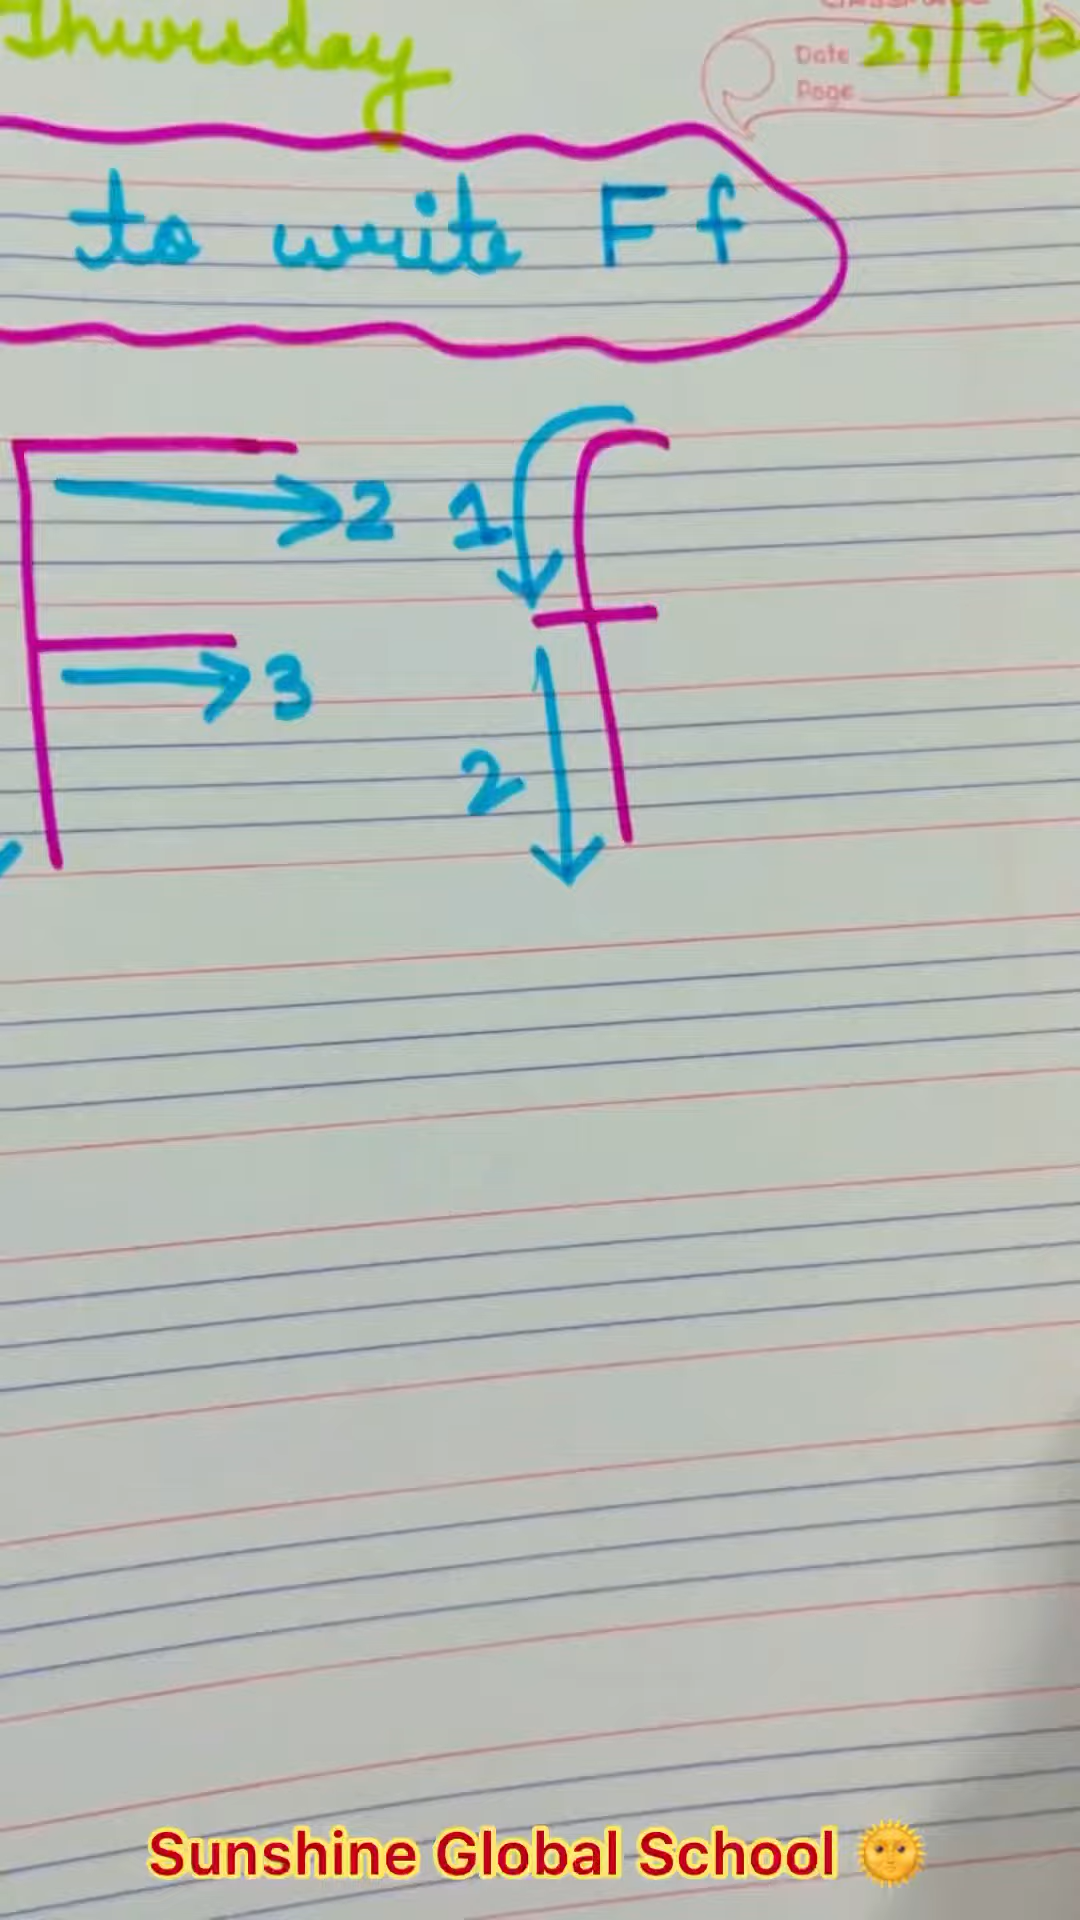 Thursday
Date 29/7/2
Page
to write F f
2 1
3
2
Sunshine Global School 🌞